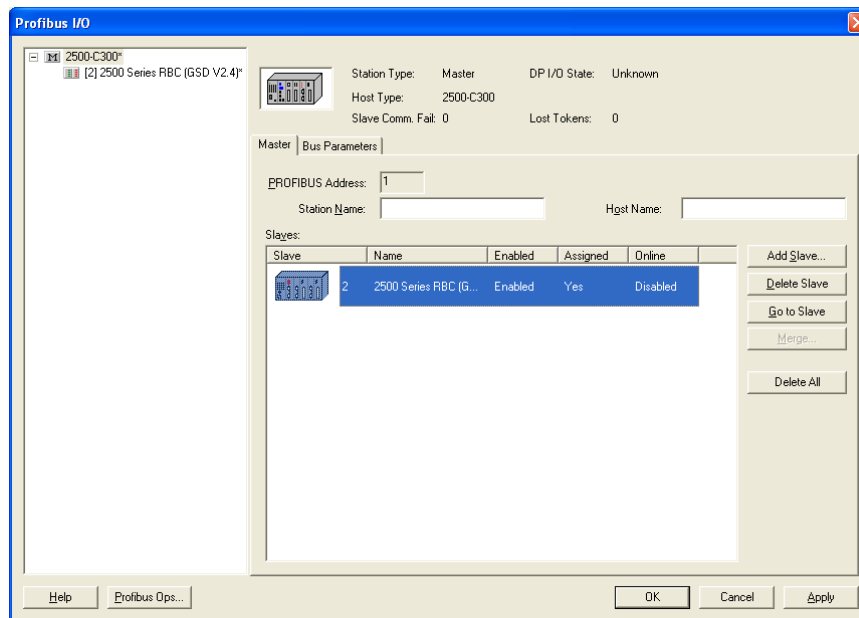 Profibus I/O
2500-C300*
[2] 2500 Series RBC (GSD V2.4)*
Station Type: Master DP I/O State: Unknown
Host Type: 2500-C300
Slave Comm. Fail: 0 Lost Tokens: 0
Master Bus Parameters
PROFIBUS Address: 1
Station Name: Host Name:
Slaves:
Slave Name Enabled Assigned Online
2 2500 Series RBC (G... Enabled Yes Disabled
Add Slave...
Delete Slave
Go to Slave
Merge...
Delete All
Help Profibus Ops... OK Cancel Apply